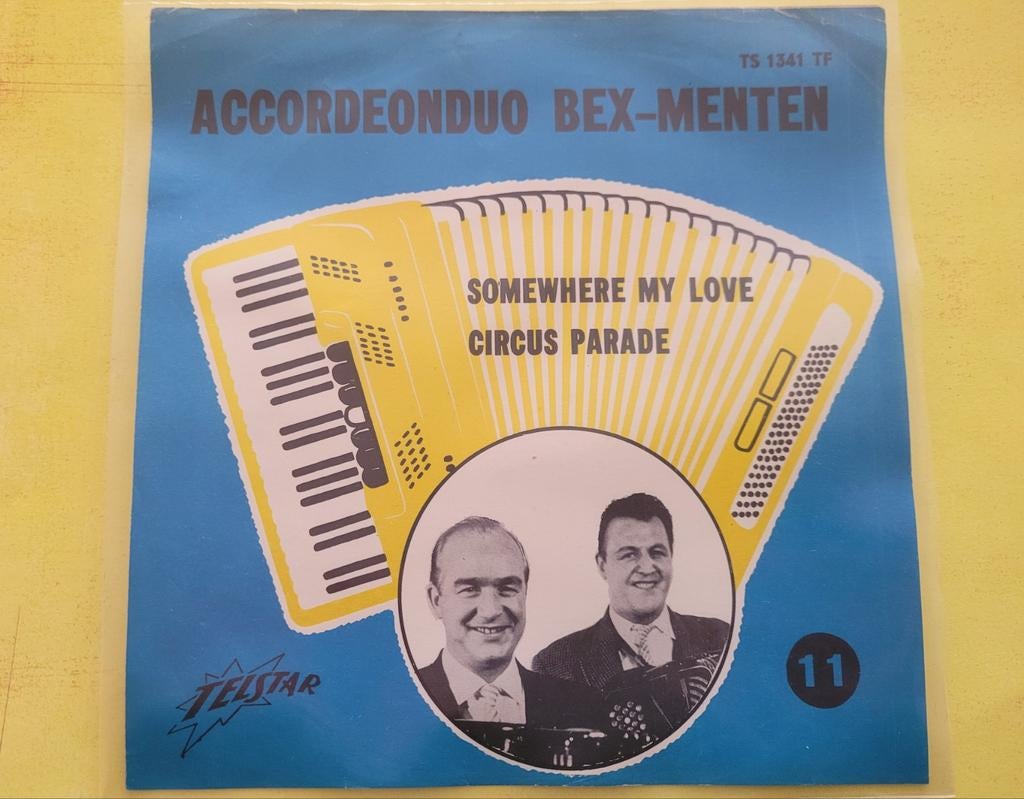 TS 1341 TF
ACCORDEONDUO BEX-MENTEN
SOMEWHERE MY LOVE
CIRCUS PARADE
TELSTAR
11